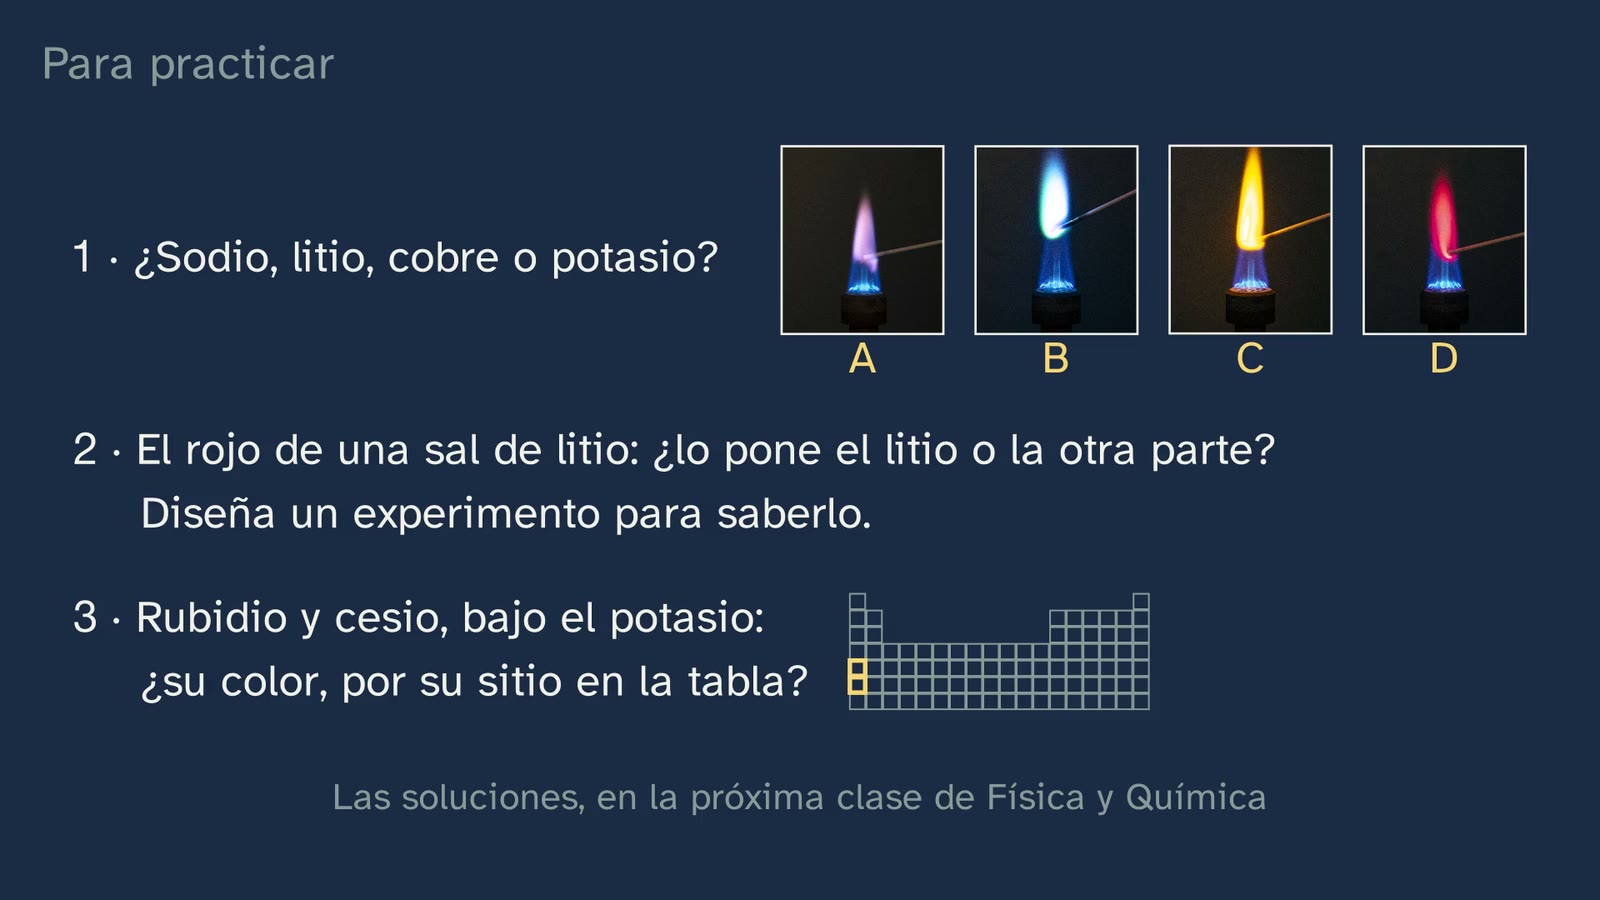 Para practicar
1 · ¿Sodio, litio, cobre o potasio?
A
B
C
D
2 · El rojo de una sal de litio: ¿lo pone el litio o la otra parte?
Diseña un experimento para saberlo.
3 · Rubidio y cesio, bajo el potasio:
¿su color, por su sitio en la tabla?
Las soluciones, en la próxima clase de Física y Química